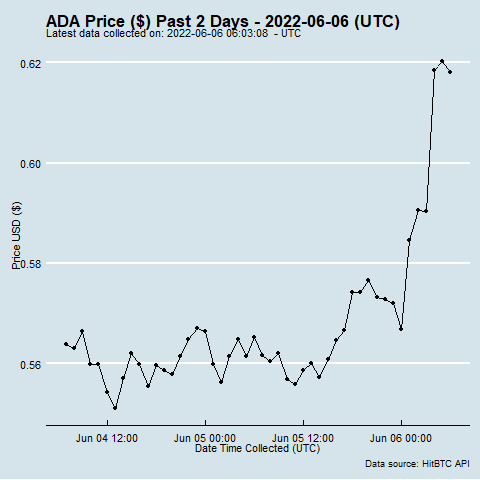 ADA Price ($) Past 2 Days - 2022-06-06 (UTC)
Latest data collected on: 2022-06-06 06:03:08 - UTC
0.62
0.60
0.58
0.56
Price USD ($)
Jun 04 12:00 Jun 05 00:00 Jun 05 12:00 Jun 06 00:00
Date Time Collected (UTC)
Data source: HitBTC API